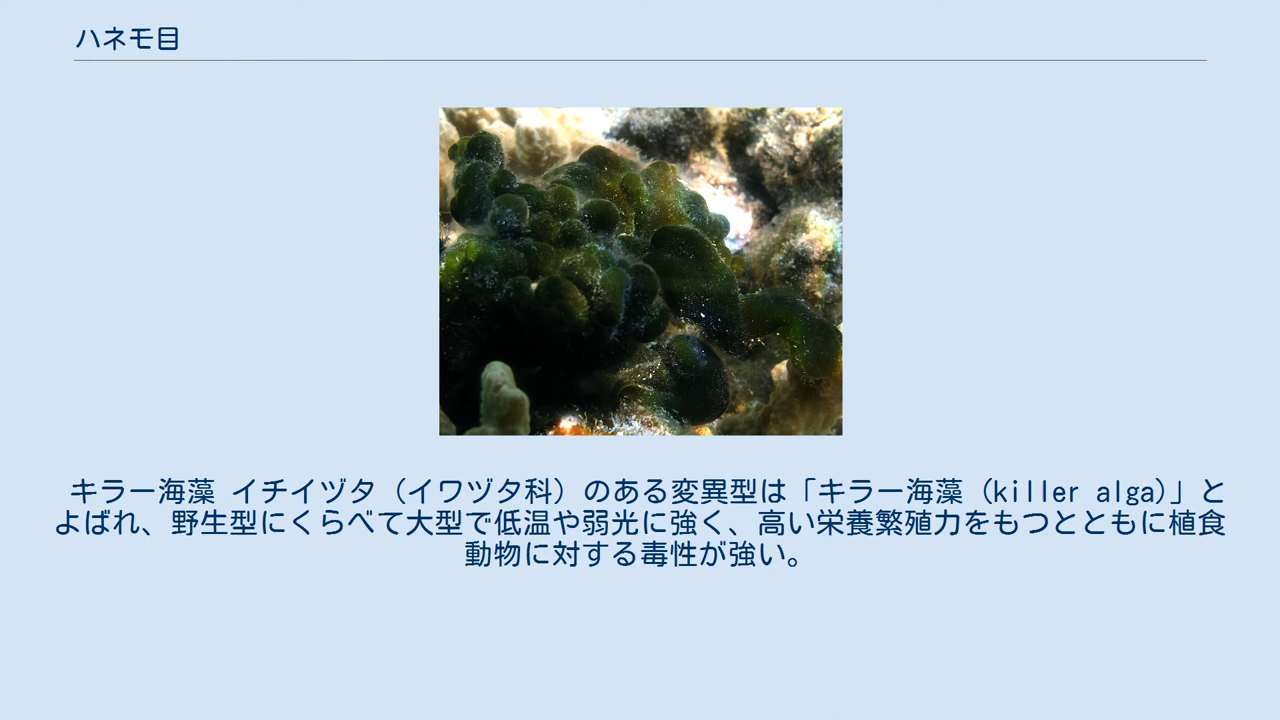 ハネモ目
キラー海藻 イチイヅタ（イワヅタ科）のある変異型は「キラー海藻（killer alga)」と
よばれ、野生型にくらべて大型で低温や弱光に強く、高い栄養繁殖力をもつとともに植食
動物に対する毒性が強い。